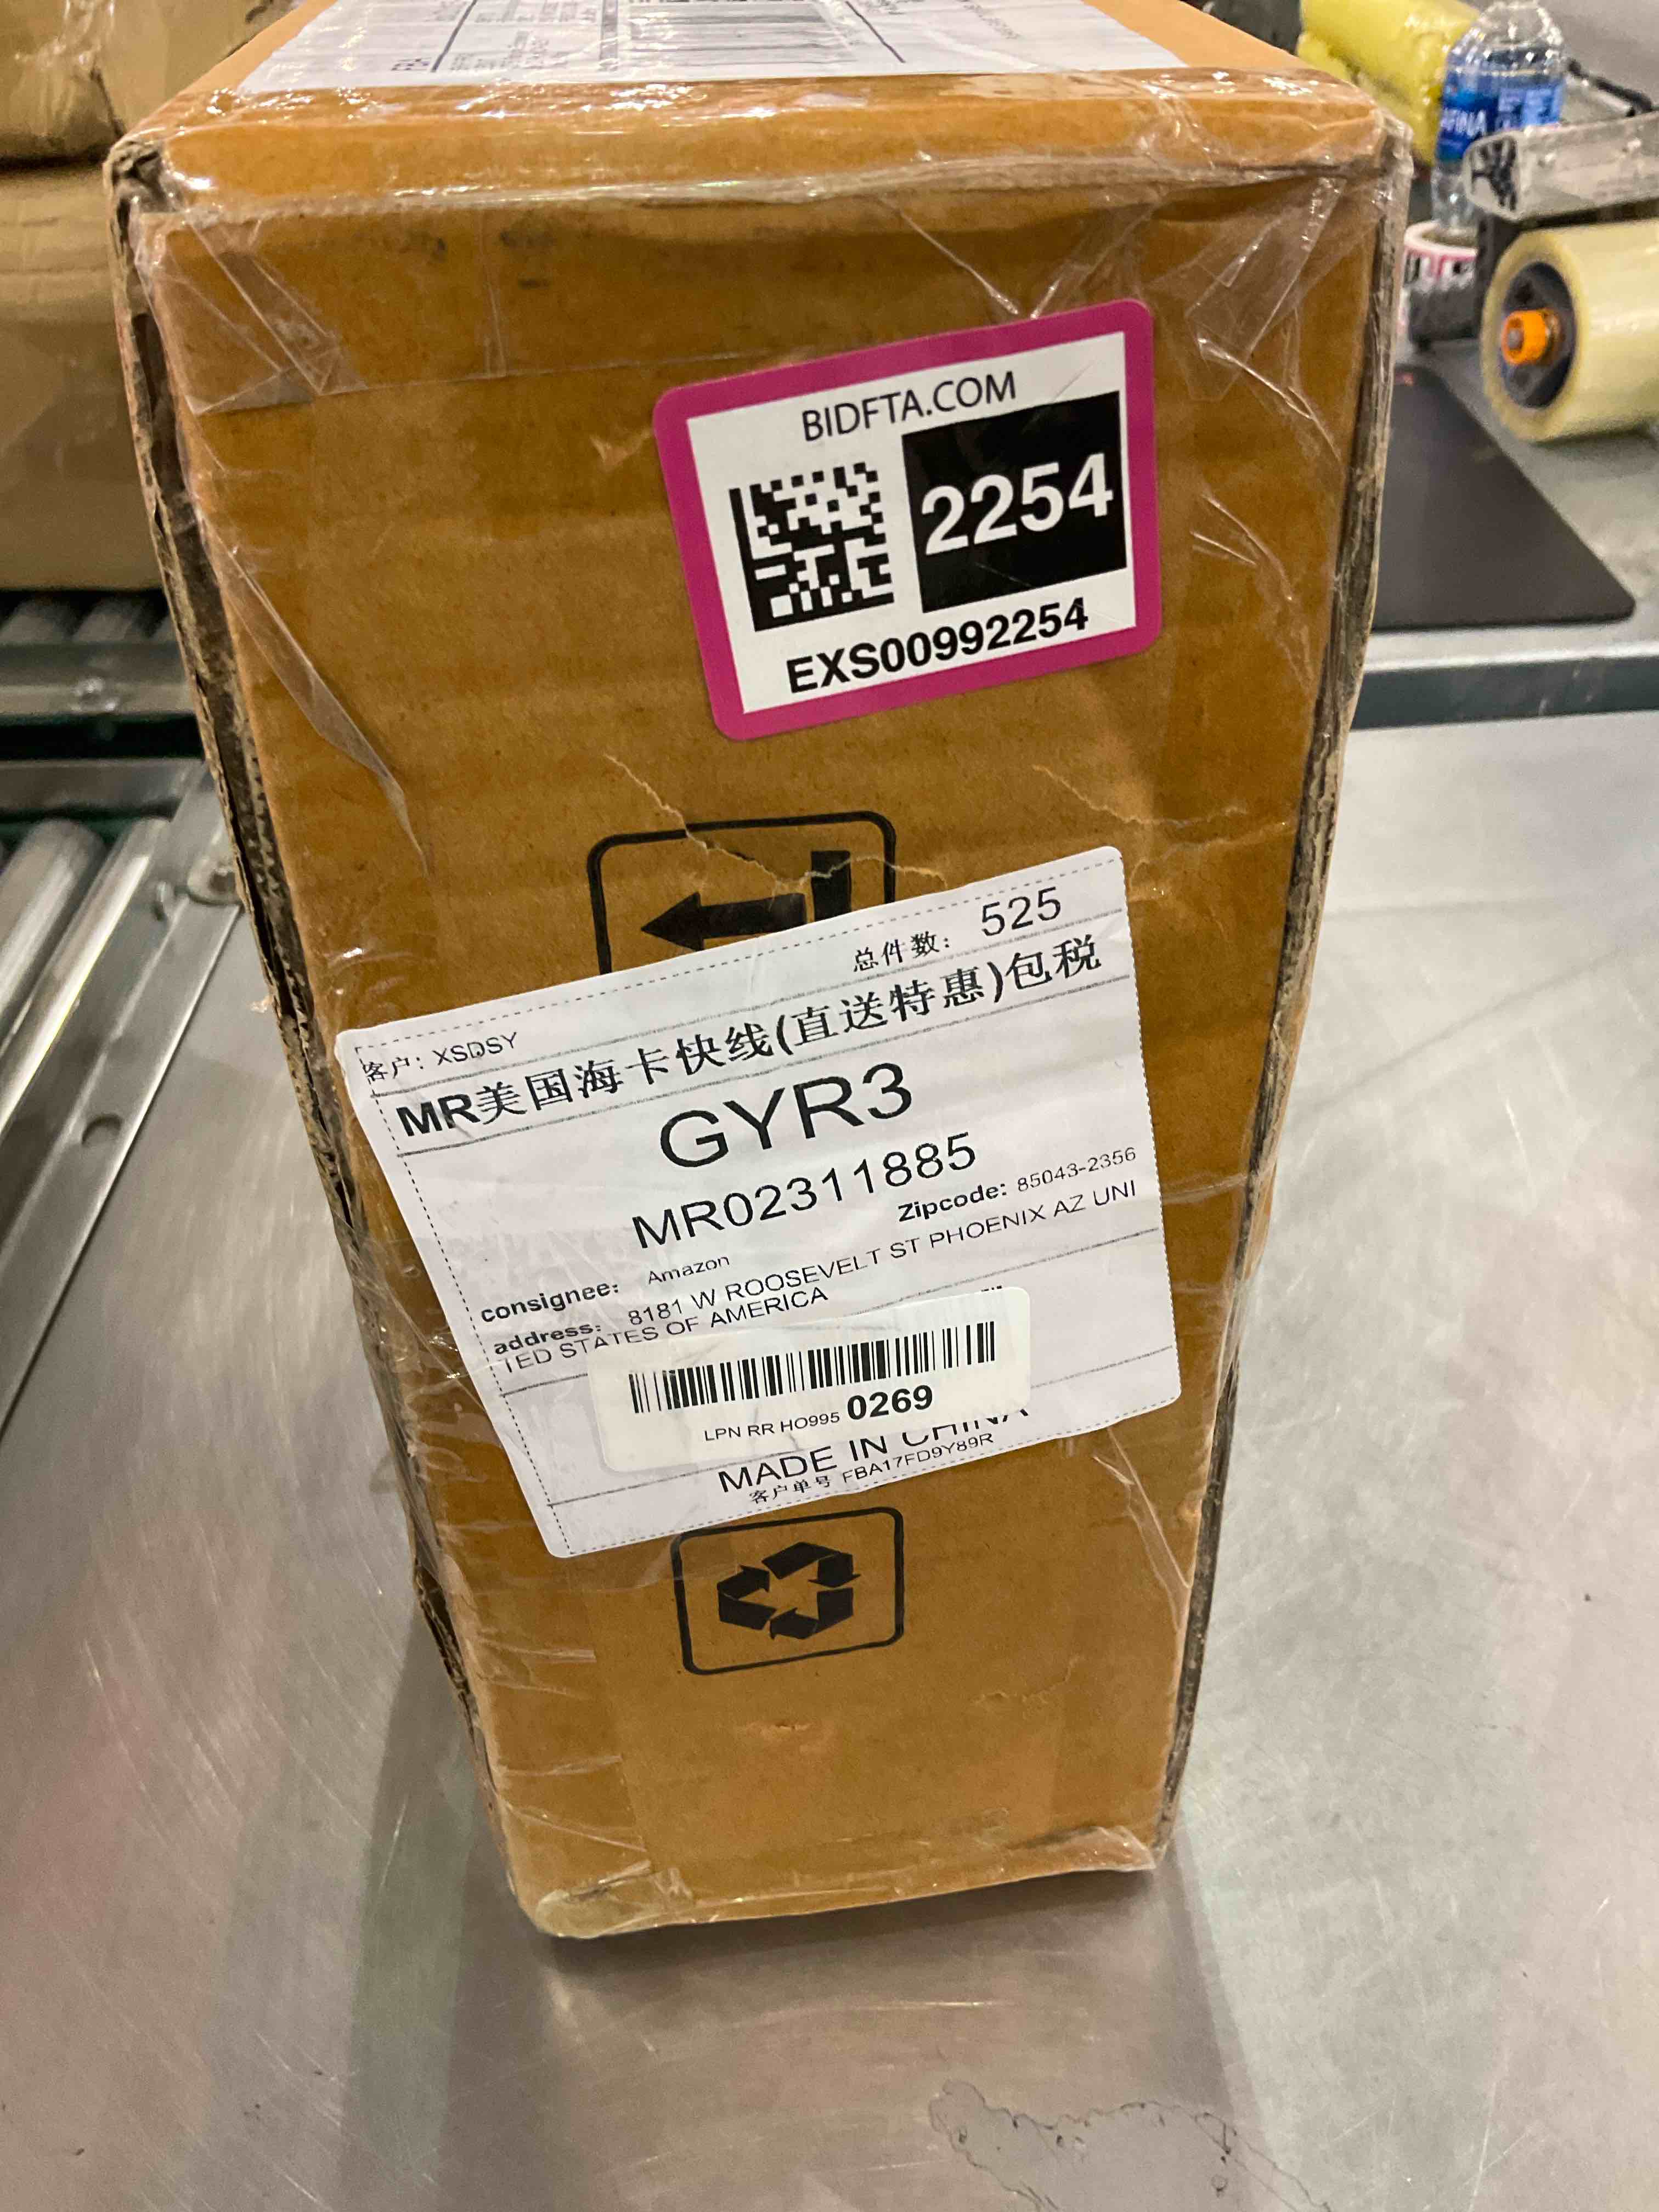 BIDFTA.COM
2254
EXS00992254
总件数: 525
客户: XSDSY
MR美国海卡快线(直送特惠)包税
GYR3
MR02311885
Zipcode: 85043-2356
consignee: Amazon
address: 8181 W ROOSEVELT ST PHOENIX AZ UNI
TED STATES OF AMERICA
LPN RR HO995 0269
MADE IN CHINA
客户单号 FBA17FD9Y89R